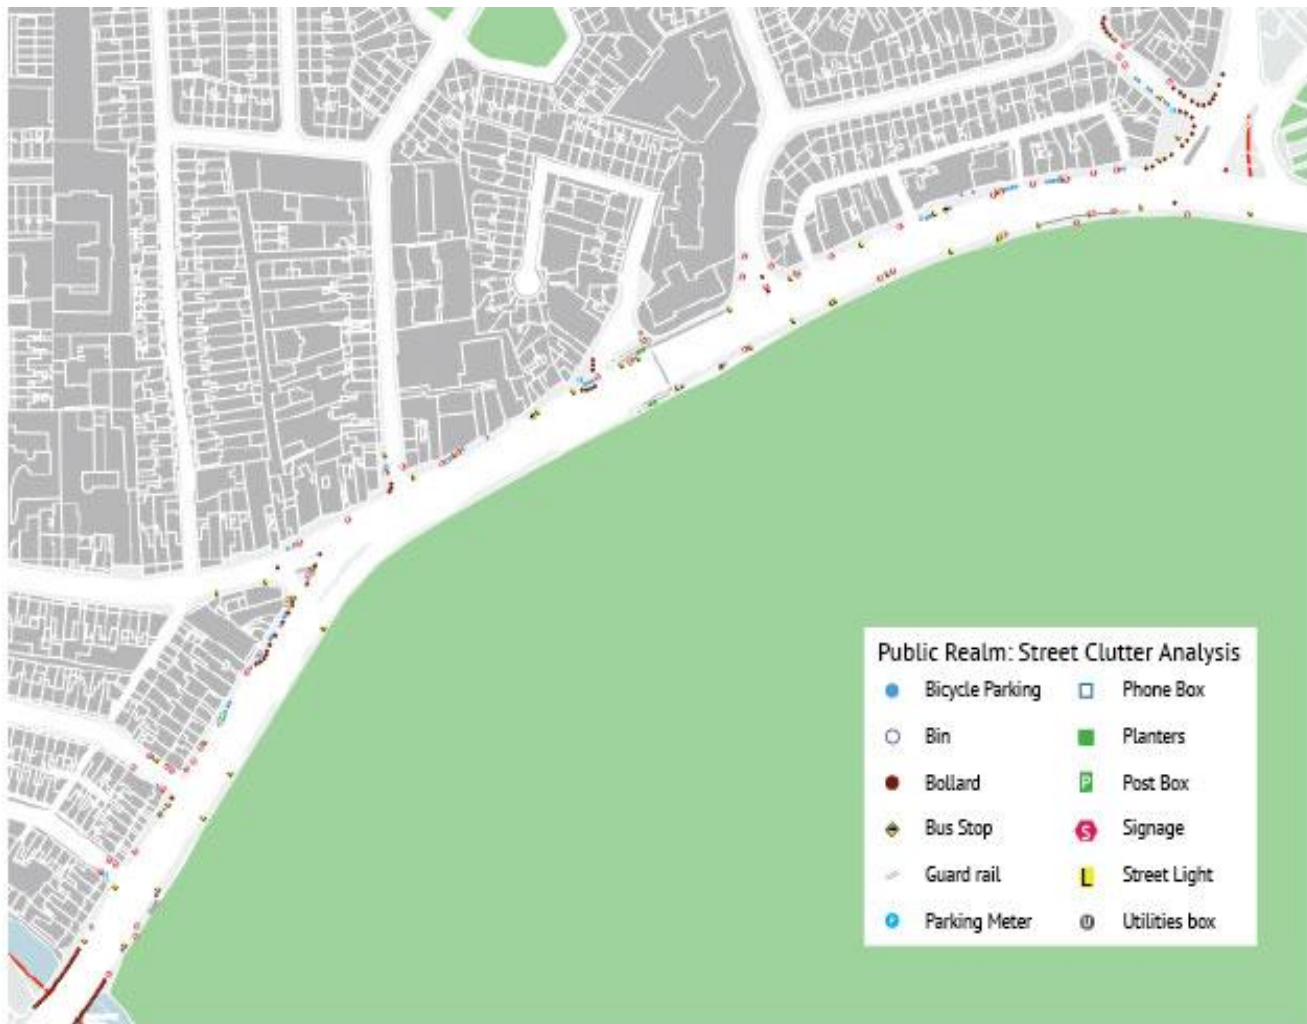 Public Realm: Street Clutter Analysis
Bicycle Parking
Phone Box
Bin
Planters
Bollard
P
Post Box
Bus Stop
S
Signage
Guard rail
L
Street Light
P
Parking Meter
U
Utilities box